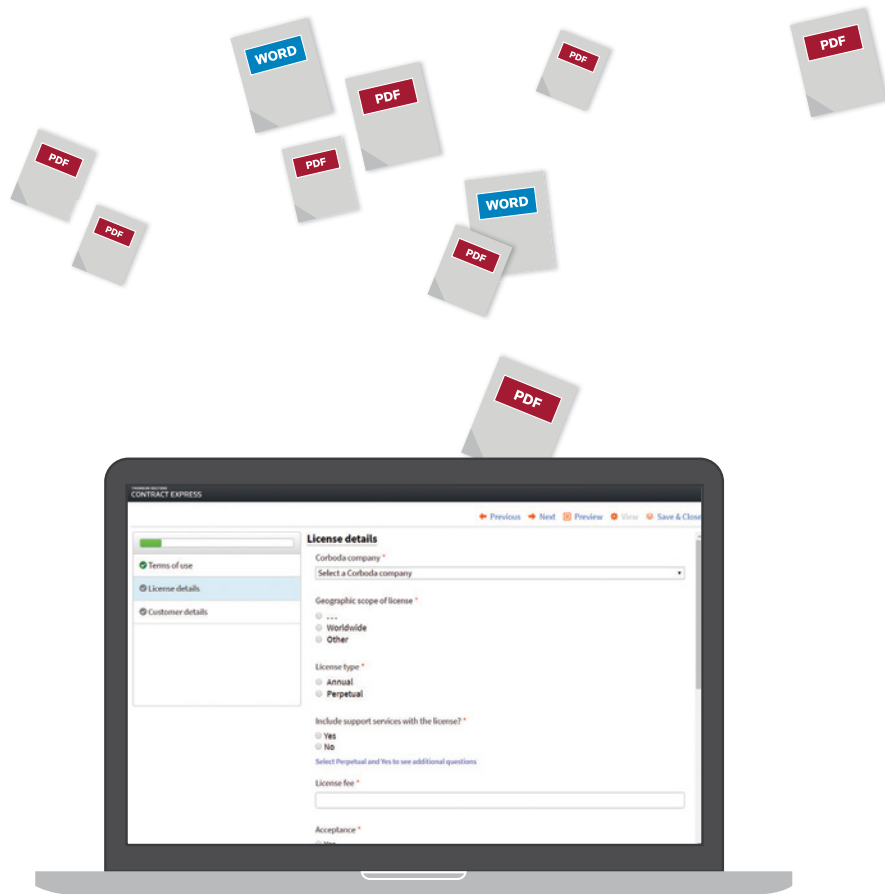 WORD
PDF
PDF
PDF
PDF
PDF
PDF
WORD
PDF
PDF
THOMSON REUTERS
CONTRACT EXPRESS
Previous Next Preview View Save & Close
Terms of use
License details
Customer details
License details
Corboda company *
Select a Corboda company
Geographic scope of license *
...
Worldwide
Other
License type *
Annual
Perpetual
Include support services with the license? *
Yes
No
Select Perpetual and Yes to see additional questions
License fee *
Acceptance *